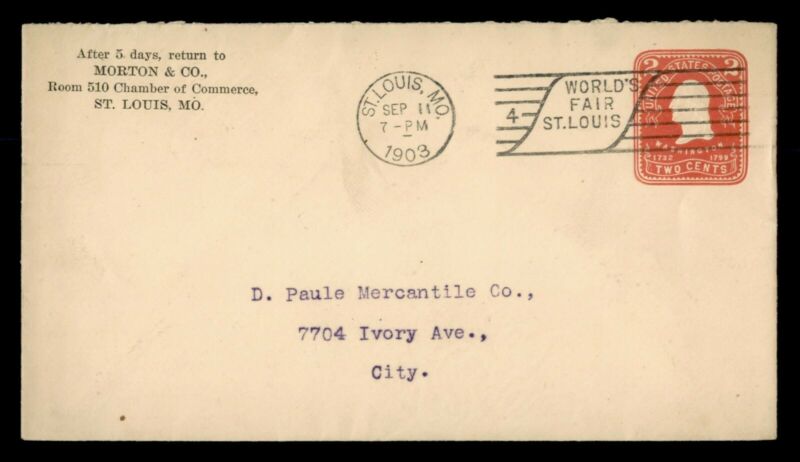 After 5 days, return to
MORTON & CO.,
Room 510 Chamber of Commerce,
ST. LOUIS, MO.
ST. LOUIS, MO.
SEP 11
7-PM
1903
4
WORLD'S
FAIR
ST. LOUIS
2 2
UNITED STATES POSTAGE
WASHINGTON
1732 1799
TWO CENTS
D. Paule Mercantile Co.,
7704 Ivory Ave.,
City.